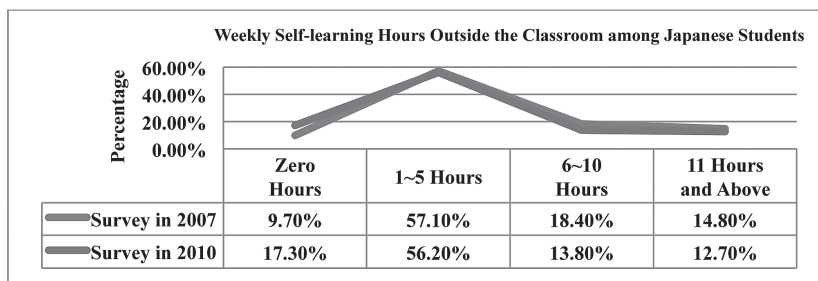 Weekly Self-learning Hours Outside the Classroom among Japanese Students
Percentage
60.00%
40.00%
20.00%
0.00%
Zero
Hours
1~5 Hours
6~10
Hours
11 Hours
and Above
Survey in 2007 9.70% 57.10% 18.40% 14.80%
Survey in 2010 17.30% 56.20% 13.80% 12.70%